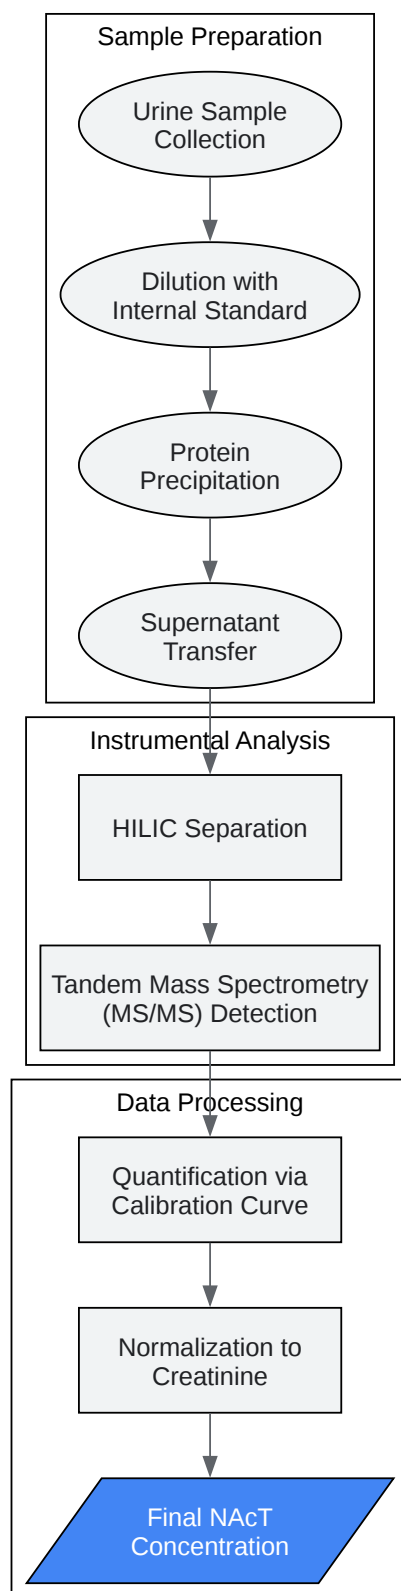 Sample Preparation
Urine Sample
Collection
Dilution with
Internal Standard
Protein
Precipitation
Supernatant
Transfer
Instrumental Analysis
HILIC Separation
Tandem Mass Spectrometry
(MS/MS) Detection
Data Processing
Quantification via
Calibration Curve
Normalization to
Creatinine
Final NAcT
Concentration